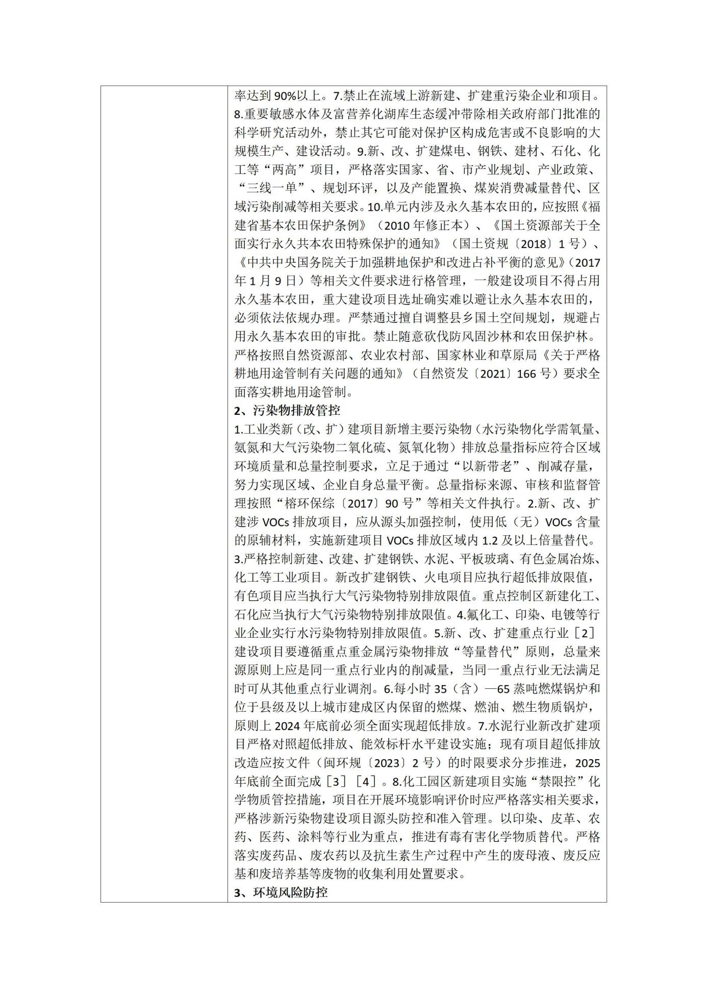 率达到 90%以上。7.禁止在流域上游新建、扩建重污染企业和项目。
8.重要敏感水体及富营养化湖库生态缓冲带除相关政府部门批准的
科学研究活动外，禁止其它可能对保护区构成危害或不良影响的大
规模生产、建设活动。9.新、改、扩建煤电、钢铁、建材、石化、化
工等“两高”项目，严格落实国家、省、市产业规划、产业政策、
“三线一单”、规划环评，以及产能置换、煤炭消费减量替代、区
域污染削减等相关要求。10.单元内涉及永久基本农田的，应按照《福
建省基本农田保护条例》（2010 年修正本）、《国土资源部关于全
面实行永久共本农田特殊保护的通知》（国土资规〔2018〕1 号）、
《中共中央国务院关于加强耕地保护和改进占补平衡的意见》（2017
年 1 月 9 日）等相关文件要求进行格管理，一般建设项目不得占用
永久基本农田，重大建设项目选址确实难以避让永久基本农田的，
必须依法依规办理。严禁通过擅自调整县乡国土空间规划，规避占
用永久基本农田的审批。禁止随意砍伐防风固沙林和农田保护林。
严格按照自然资源部、农业农村部、国家林业和草原局《关于严格
耕地用途管制有关问题的通知》（自然资发〔2021〕166 号）要求全
面落实耕地用途管制。
2、污染物排放管控
1.工业类新（改、扩）建项目新增主要污染物（水污染物化学需氧量、
氨氮和大气污染物二氧化硫、氮氧化物）排放总量指标应符合区域
环境质量和总量控制要求，立足于通过“以新带老”、削减存量，
努力实现区域、企业自身总量平衡。总量指标来源、审核和监督管
理按照“榕环保综〔2017〕90 号”等相关文件执行。2.新、改、扩
建涉 VOCs 排放项目，应从源头加强控制，使用低（无）VOCs 含量
的原辅材料，实施新建项目 VOCs 排放区域内 1.2 及以上倍量替代。
3.严格控制新建、改建、扩建钢铁、水泥、平板玻璃、有色金属冶炼、
化工等工业项目。新改扩建钢铁、火电项目应执行超低排放限值，
有色项目应当执行大气污染物特别排放限值。重点控制区新建化工、
石化应当执行大气污染物特别排放限值。4.氟化工、印染、电镀等行
业企业实行水污染物特别排放限值。5.新、改、扩建重点行业［2］
建设项目要遵循重点重金属污染物排放“等量替代”原则，总量来
源原则上应是同一重点行业内的削减量，当同一重点行业无法满足
时可从其他重点行业调剂。6.每小时 35（含）—65 蒸吨燃煤锅炉和
位于县级及以上城市建成区内保留的燃煤、燃油、燃生物质锅炉，
原则上 2024 年底前必须全面实现超低排放。7.水泥行业新改扩建项
目严格对照超低排放、能效标杆水平建设实施；现有项目超低排放
改造应按文件（闽环规〔2023〕2 号）的时限要求分步推进，2025
年底前全面完成［3］［4］。8.化工园区新建项目实施“禁限控”化
学物质管控措施，项目在开展环境影响评价时应严格落实相关要求，
严格涉新污染物建设项目源头防控和准入管理。以印染、皮革、农
药、医药、涂料等行业为重点，推进有毒有害化学物质替代。严格
落实废药品、废农药以及抗生素生产过程中产生的废母液、废反应
基和废培养基等废物的收集利用处置要求。
3、环境风险防控